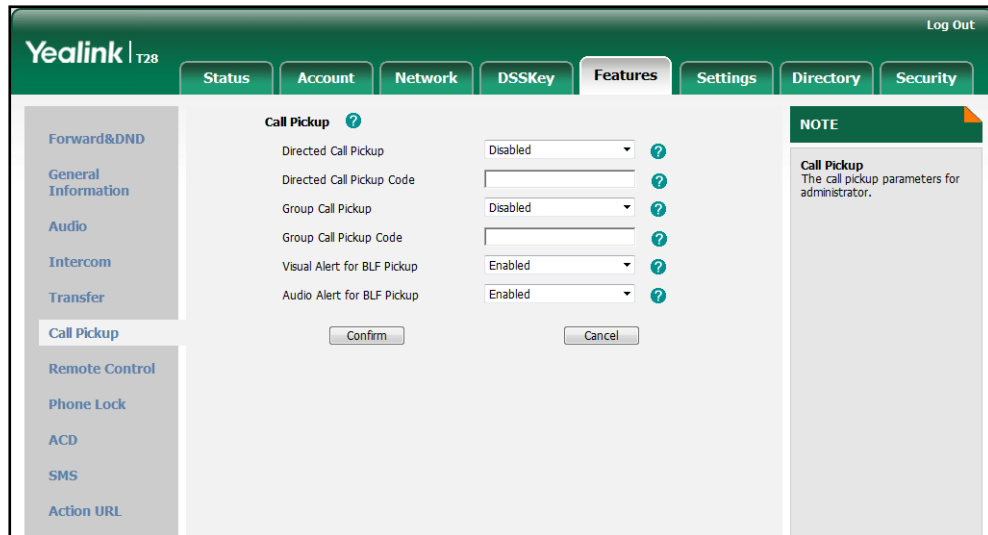 Log Out
Yealink T28
Status Account Network DSSKey Features Settings Directory Security
Forward&DND
General
Information
Audio
Intercom
Transfer
Call Pickup
Remote Control
Phone Lock
ACD
SMS
Action URL
Call Pickup ?
Directed Call Pickup Disabled ?
Directed Call Pickup Code ?
Group Call Pickup Disabled ?
Group Call Pickup Code ?
Visual Alert for BLF Pickup Enabled ?
Audio Alert for BLF Pickup Enabled ?
Confirm Cancel
NOTE
Call Pickup
The call pickup parameters for
administrator.